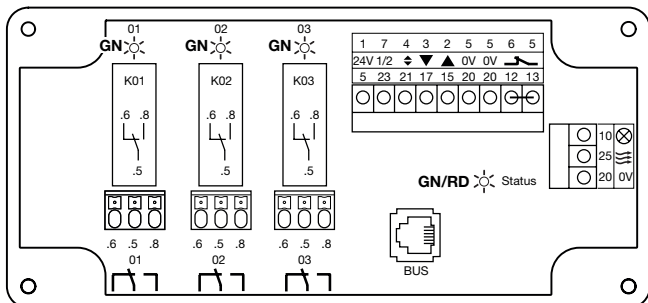 01 02 03
GN GN GN
K01 K02 K03
.6 .8 .6 .8 .6 .8
.5 .5 .5
.6 .5 .8 .6 .5 .8 .6 .5 .8
01 02 03
1 7 4 3 2 5 5 6 5
24V 1/2 0V 0V
5 23 21 17 15 20 20 12 13
10
25
20 0V
GN/RD Status
BUS